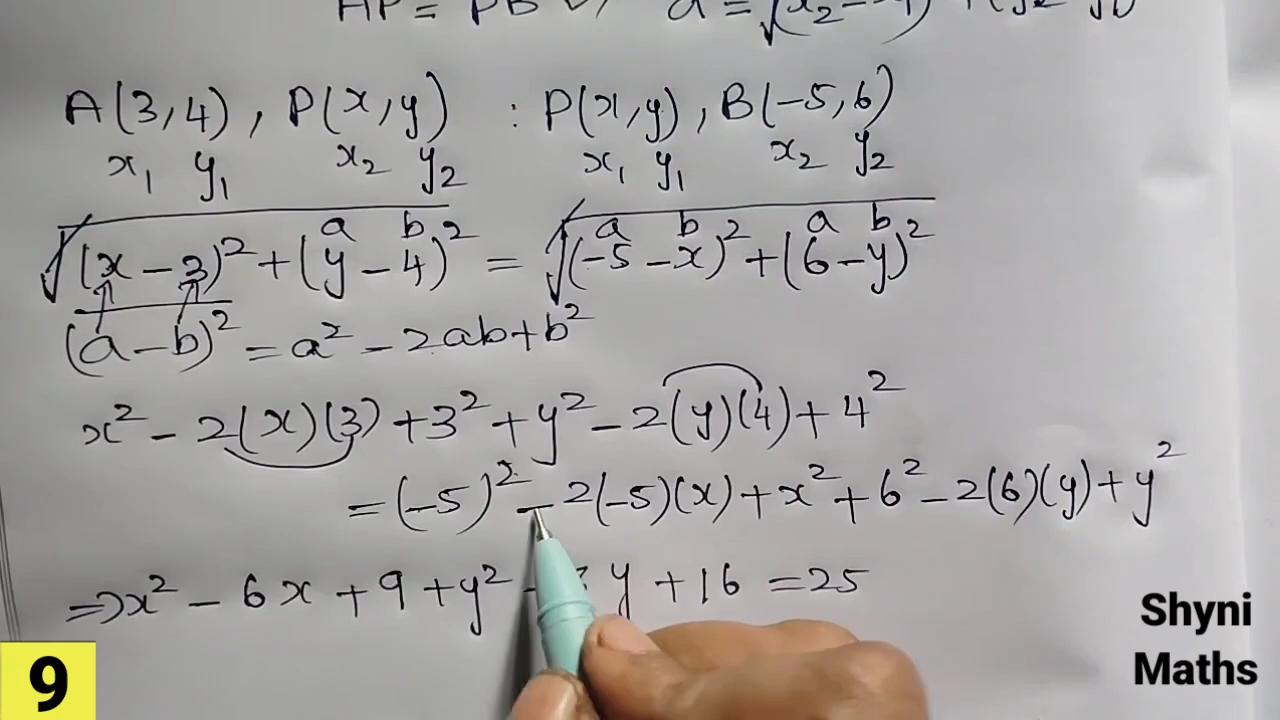 AP = PB
A(3,4), P(x,y) : P(x,y), B(-5,6)
x₁ y₁ x₂ y₂ x₁ y₁ x₂ y₂
a b a b a b
√(x-3)²+(y-4)² = √(-5-x)²+(6-y)²
(a-b)² = a²-2ab+b²
x²-2(x)(3)+3²+y²-2(y)(4)+4²
=(-5)²-2(-5)(x)+x²+6²-2(6)(y)+y²
⇒x²-6x+9+y²- y+16=25
Shyni
Maths
9